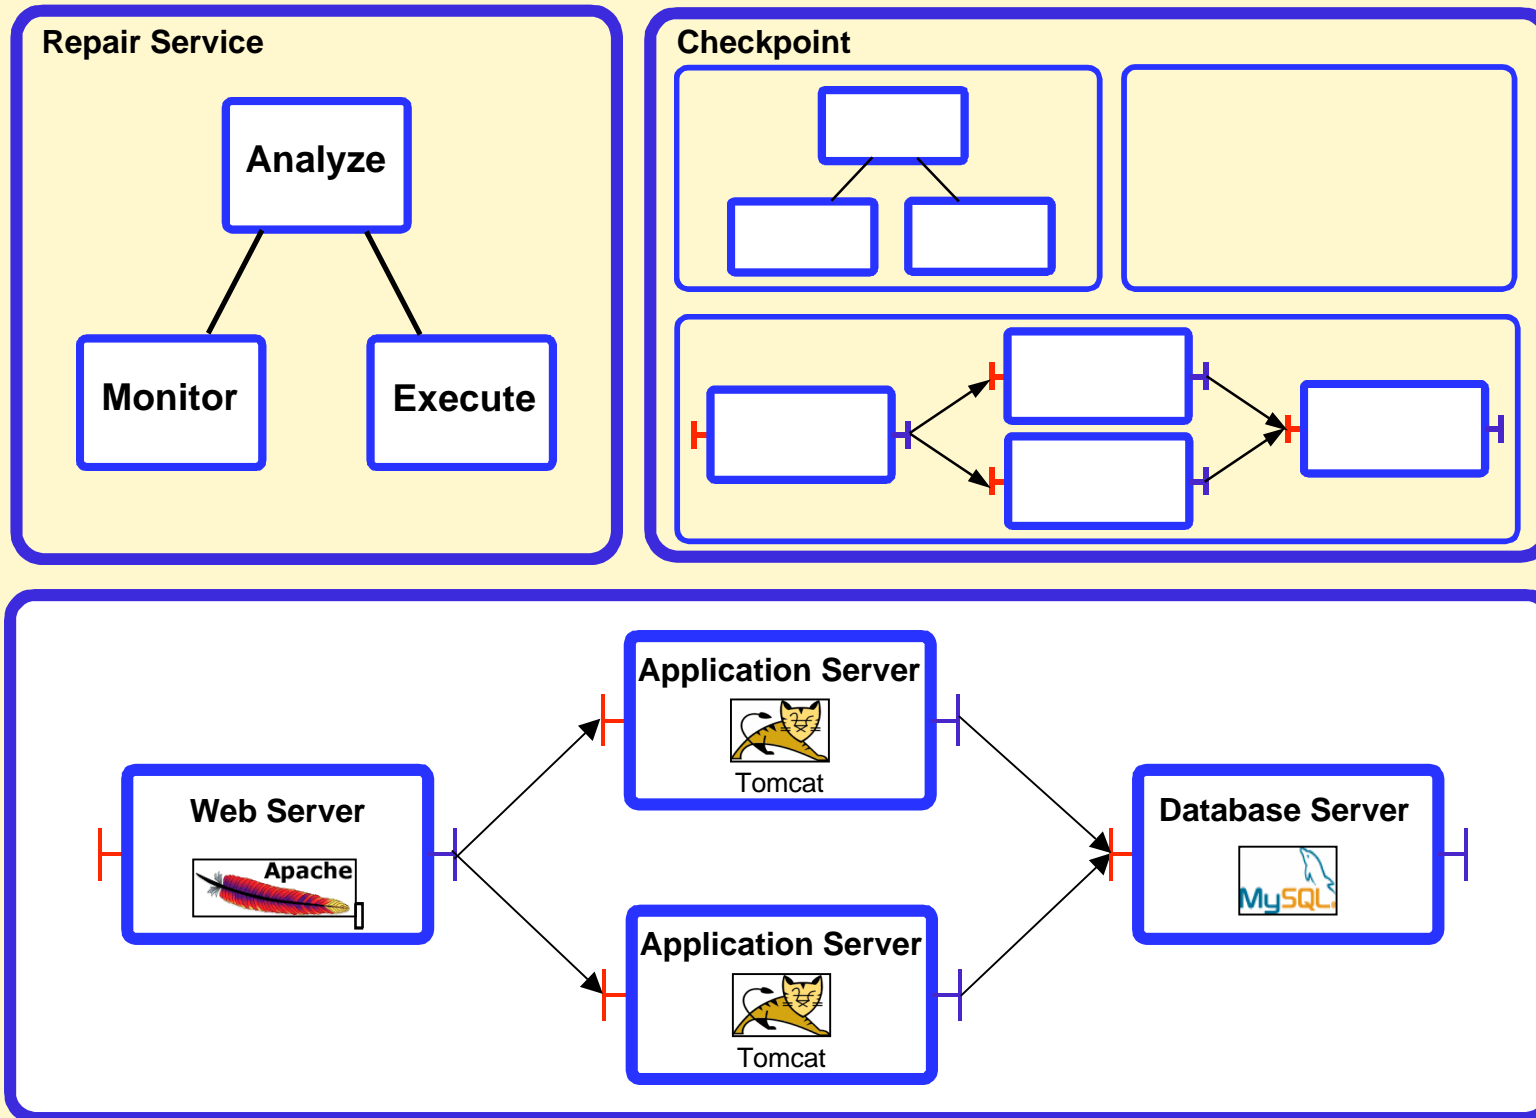 Repair Service
Analyze
Monitor
Execute
Checkpoint
Application Server
Tomcat
Web Server
Apache
Database Server
MySQL
Application Server
Tomcat